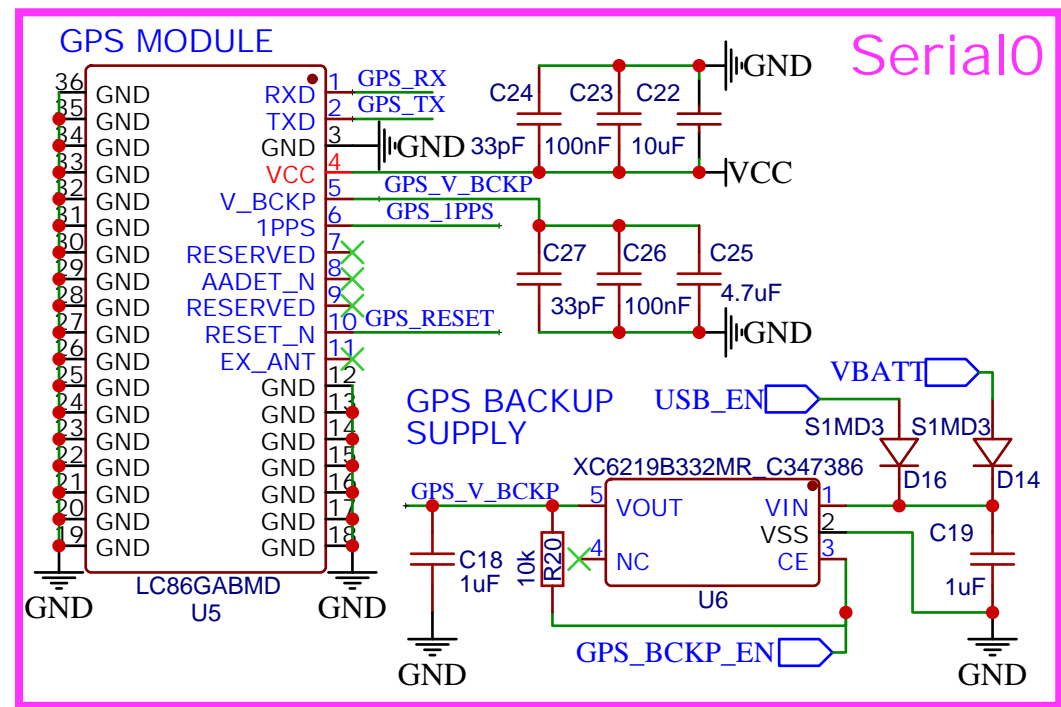 GPS MODULE
Serial0
36 GND
35 GND
34 GND
33 GND
32 GND
31 GND
30 GND
29 GND
28 GND
27 GND
26 GND
25 GND
24 GND
23 GND
22 GND
21 GND
20 GND
19 GND
RXD 1 GPS_RX
TXD 2 GPS_TX
GND 3 GND
VCC 4
V_BCKP 5 GPS_V_BCKP
1PPS 6 GPS_1PPS
RESERVED 7
AADET_N 8
RESERVED 9
RESET_N 10 GPS_RESET
EX_ANT 11
GND 12
GND 13
GND 14
GND 15
GND 16
GND 17
GND 18
GND
GND
LC86GABMD
U5
GND
C24 C23 C22
33pF 100nF 10uF
VCC
C27 C26 C25
33pF 100nF 4.7uF
GND
GPS BACKUP
SUPPLY
VBATT
USB_EN
S1MD3 S1MD3
D16 D14
XC6219B332MR_C347386
GPS_V_BCKP 5 VOUT VIN 1
VSS 2
4 NC CE 3
U6
C18
1uF
10k
R20
C19
1uF
GPS_BCKP_EN
GND
GND